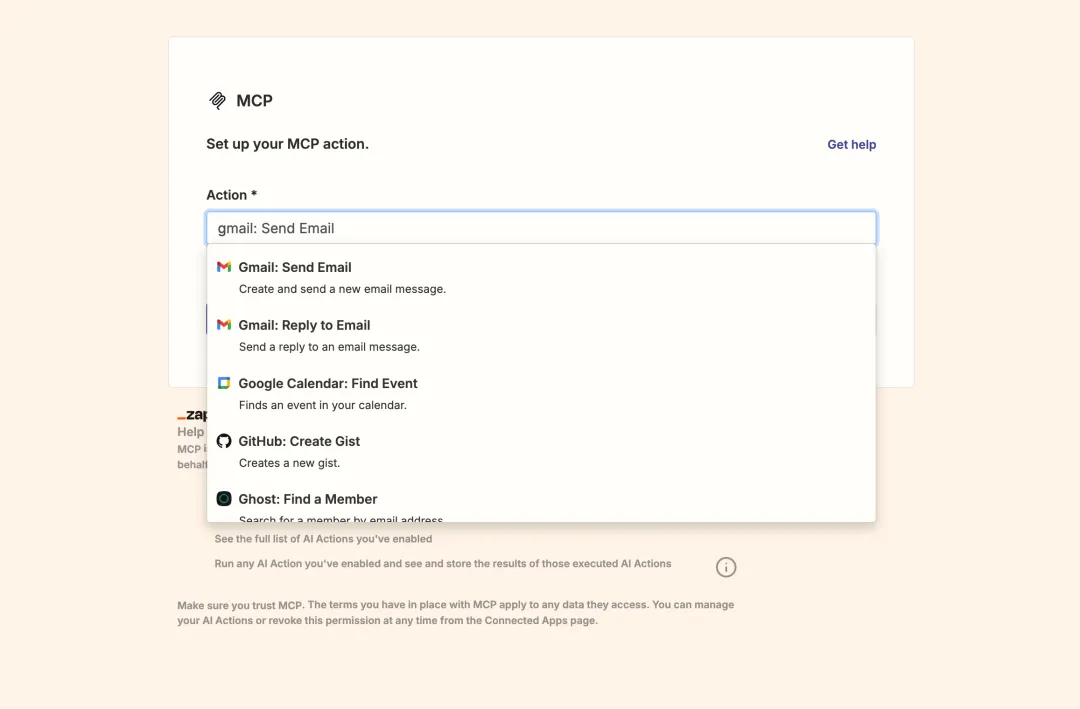 MCP
Set up your MCP action.
Get help
Action *
gmail: Send Email
Gmail: Send Email
Create and send a new email message.
Gmail: Reply to Email
Send a reply to an email message.
Google Calendar: Find Event
Finds an event in your calendar.
GitHub: Create Gist
Creates a new gist.
Ghost: Find a Member
Search for a member by email address.
_zap
Help
MCP i
behalf
See the full list of AI Actions you've enabled
Run any AI Action you've enabled and see and store the results of those executed AI Actions
Make sure you trust MCP. The terms you have in place with MCP apply to any data they access. You can manage
your AI Actions or revoke this permission at any time from the Connected Apps page.